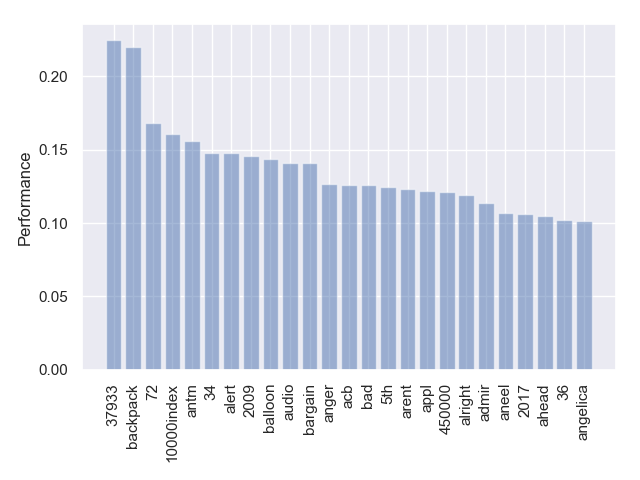 Performance
0.20
0.15
0.10
0.05
0.00
37933
backpack
72
10000index
antm
34
alert
2009
balloon
audio
bargain
anger
acb
bad
5th
arent
appl
450000
alright
admir
aneel
2017
ahead
36
angelica